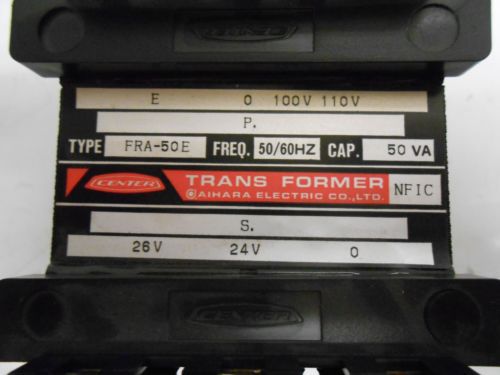 CENTER
E 0 100V 110V
P.
TYPE FRA-50E FREQ. 50/60HZ CAP. 50 VA
CENTER TRANS FORMER NFIC
AIHARA ELECTRIC CO., LTD.
S.
26V 24V 0
CENTER